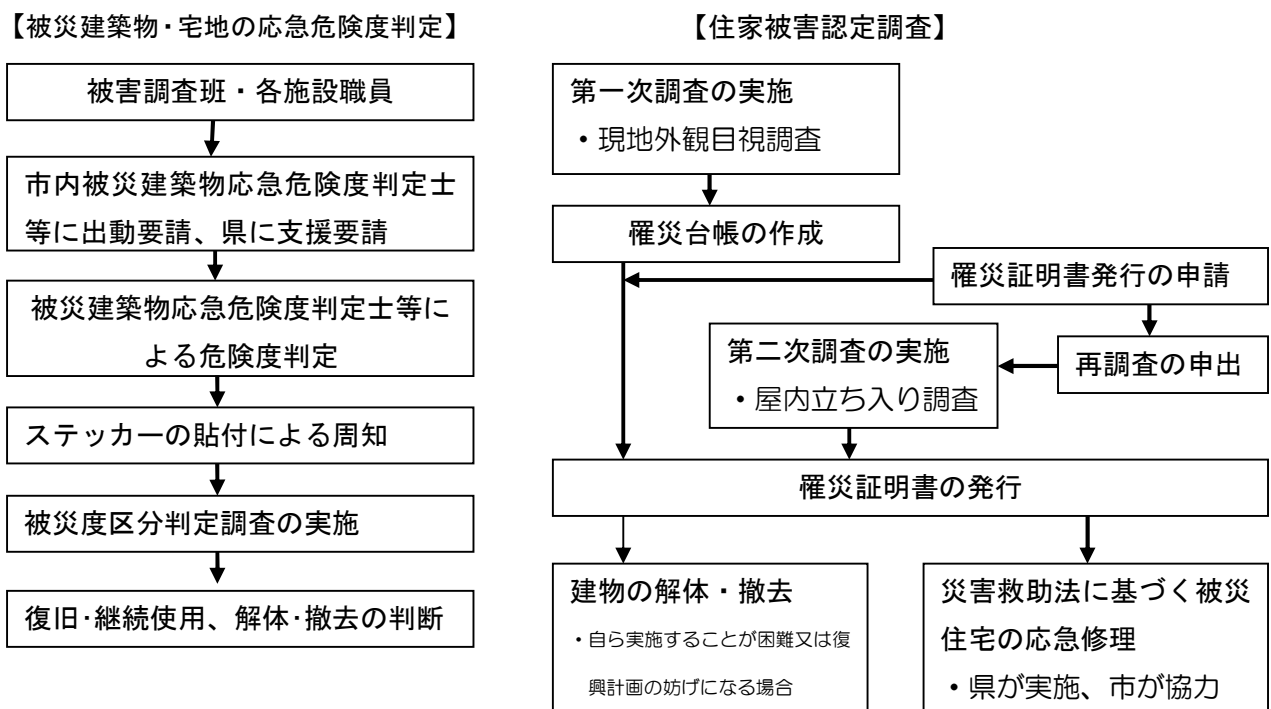 【被災建築物・宅地の応急危険度判定】
被害調査班・各施設職員
市内被災建築物応急危険度判定士
等に出動要請、県に支援要請
被災建築物応急危険度判定士等に
よる危険度判定
ステッカーの貼付による周知
被災度区分判定調査の実施
復旧・継続使用、解体・撤去の判断
【住家被害認定調査】
第一次調査の実施
・現地外観目視調査
罹災台帳の作成
罹災証明書発行の申請
再調査の申出
第二次調査の実施
・屋内立ち入り調査
罹災証明書の発行
建物の解体・撤去
・自ら実施することが困難又は復
興計画の妨げになる場合
災害救助法に基づく被災
住宅の応急修理
・県が実施、市が協力